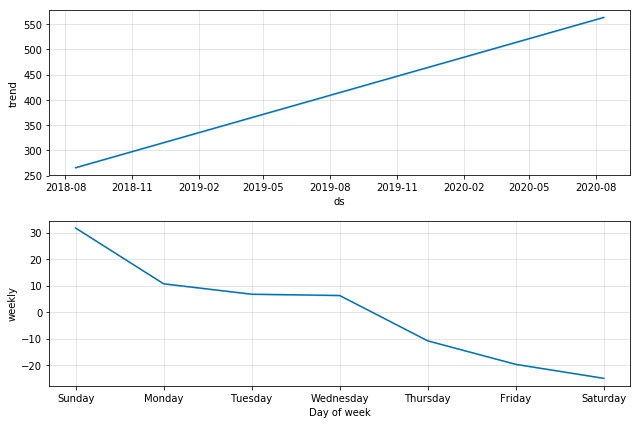 550
500
450
400
350
300
250
trend
2018-08 2018-11 2019-02 2019-05 2019-08 2019-11 2020-02 2020-05 2020-08
ds
30
20
10
0
−10
−20
weekly
Sunday Monday Tuesday Wednesday Thursday Friday Saturday
Day of week